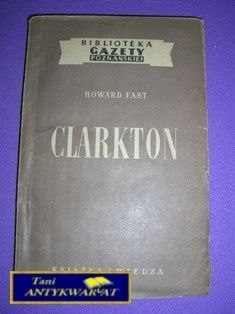 BIBLIOTEKA
GAZETY
POZNAŃSKIEJ
HOWARD FAST
CLARKTON
KSIĄŻKA I WIEDZA
Tani
ANTYKWARIAT